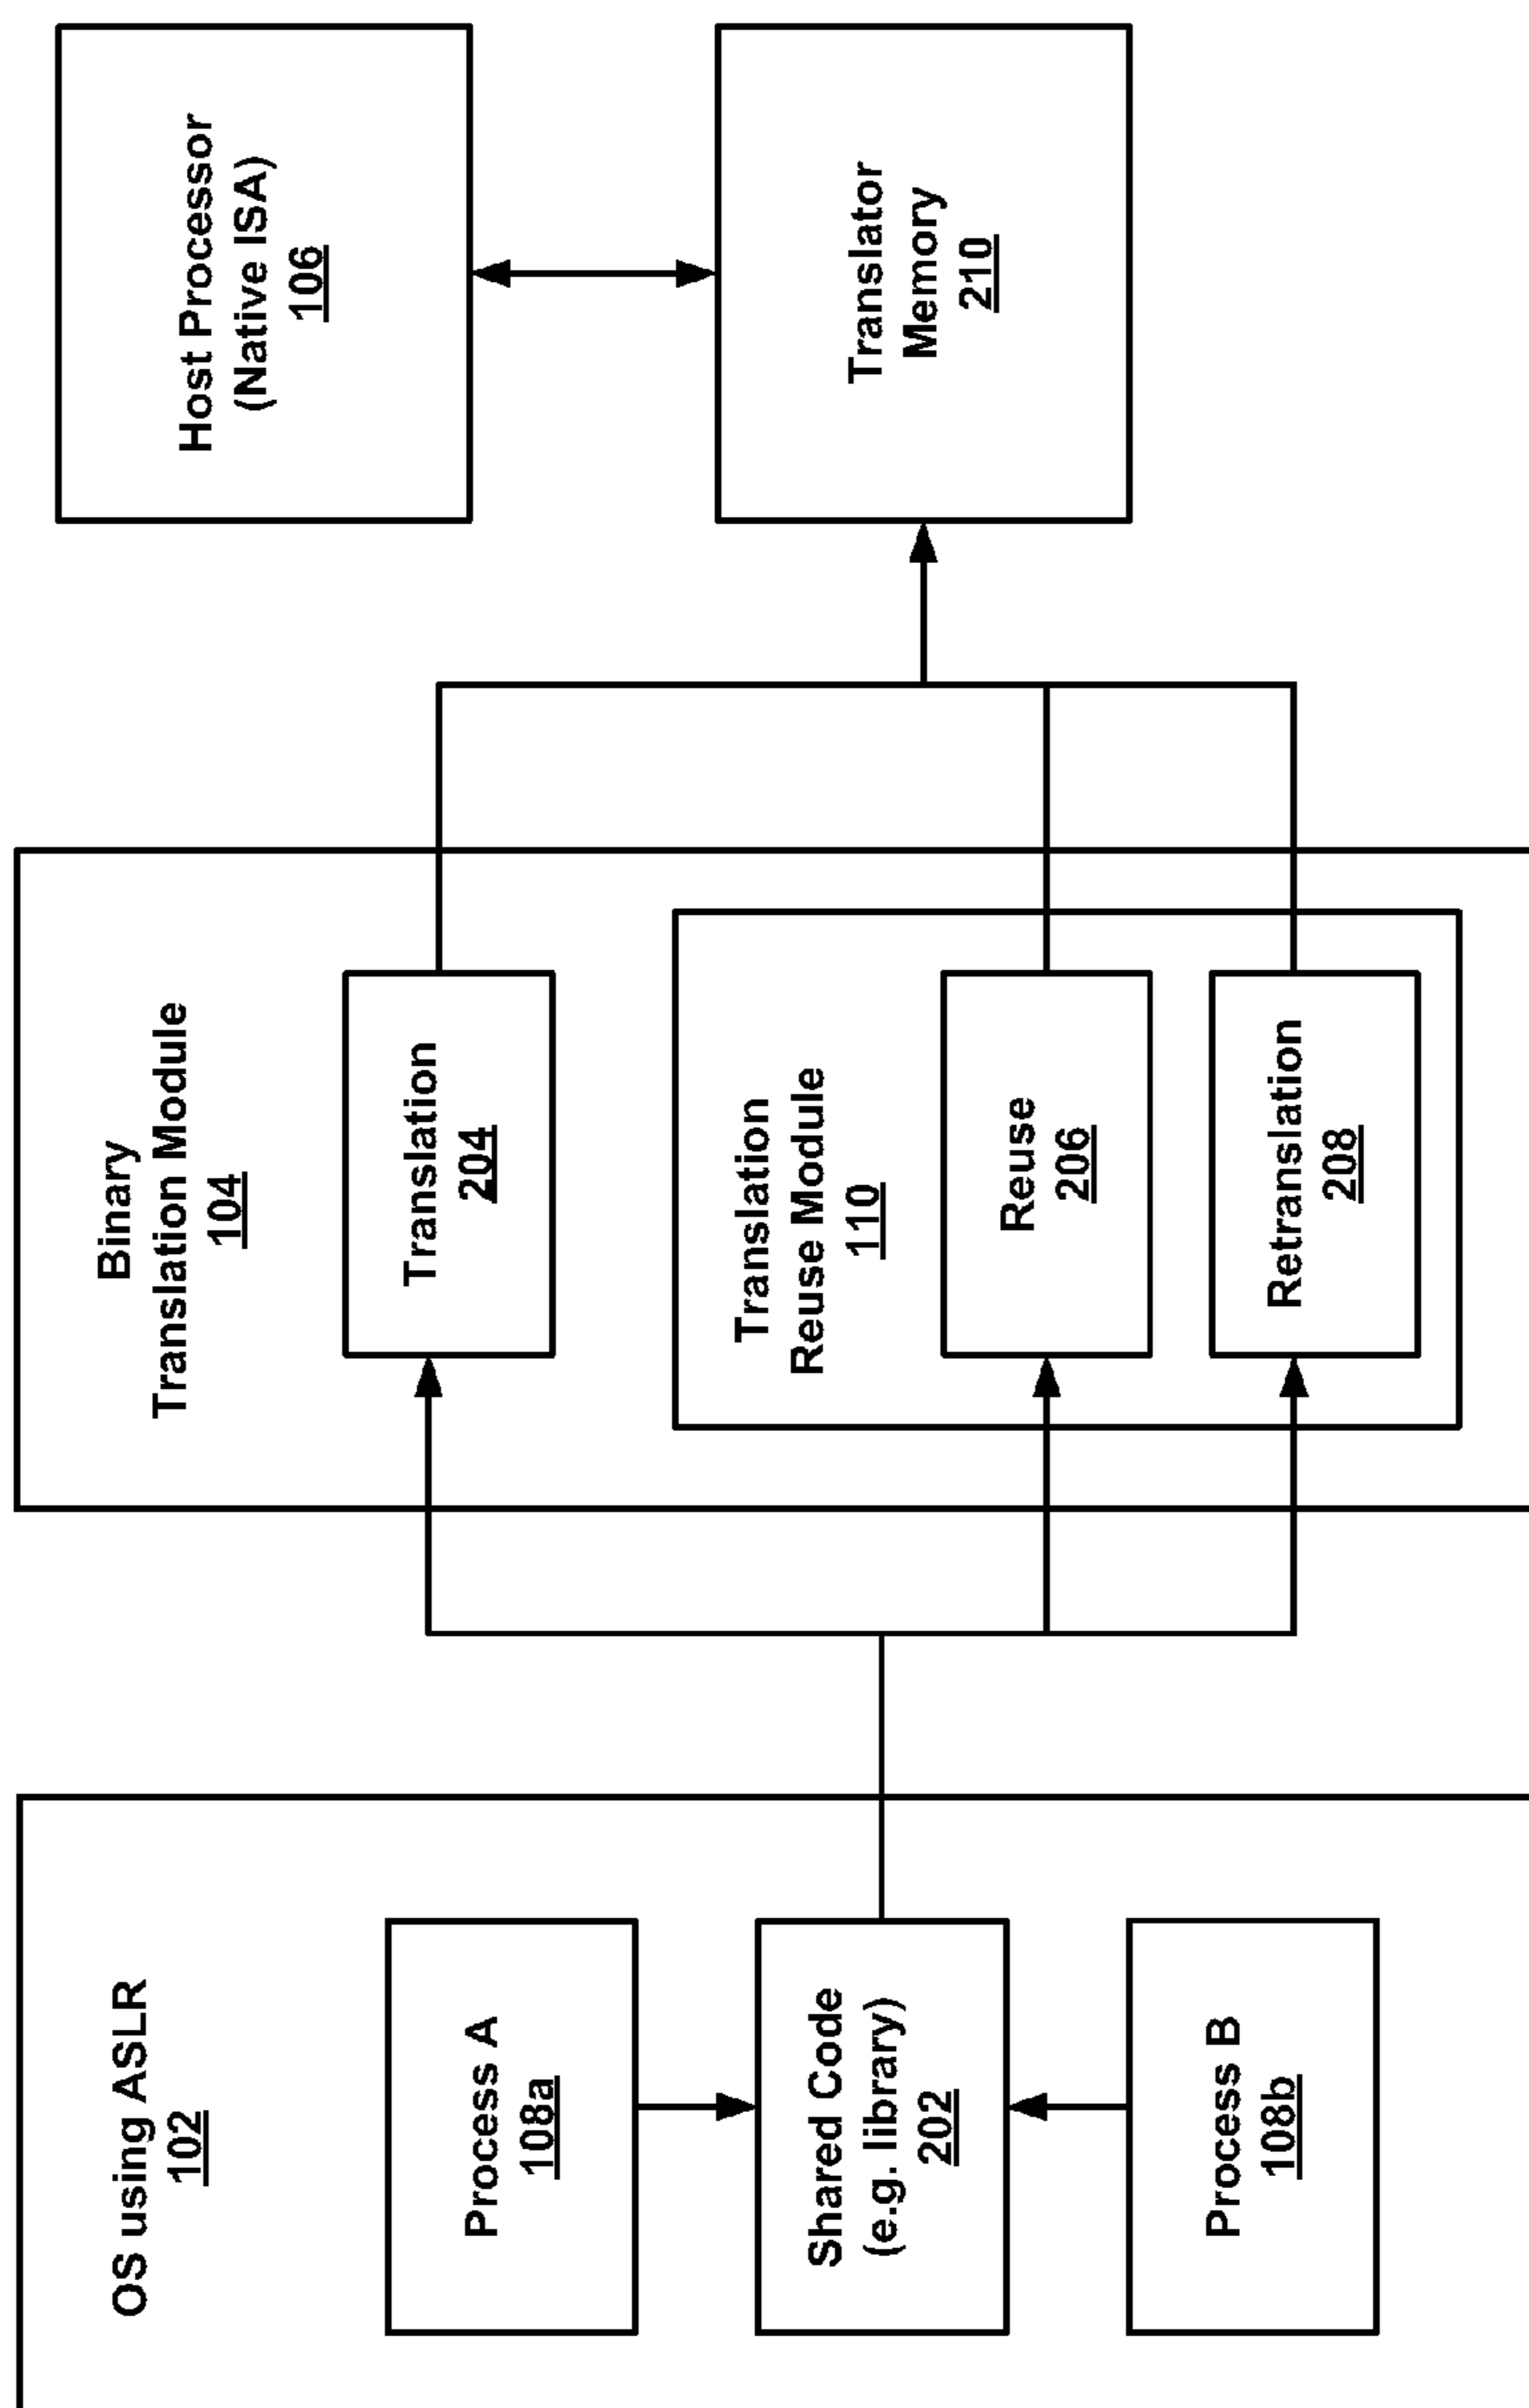 OS using ASLR
102
Process A
108a
Shared Code
(e.g. library)
202
Process B
108b
Binary
Translation Module
104
Translation
204
Translation
Reuse Module
110
Reuse
206
Retranslation
208
Host Processor
(Native ISA)
106
Translator
Memory
210